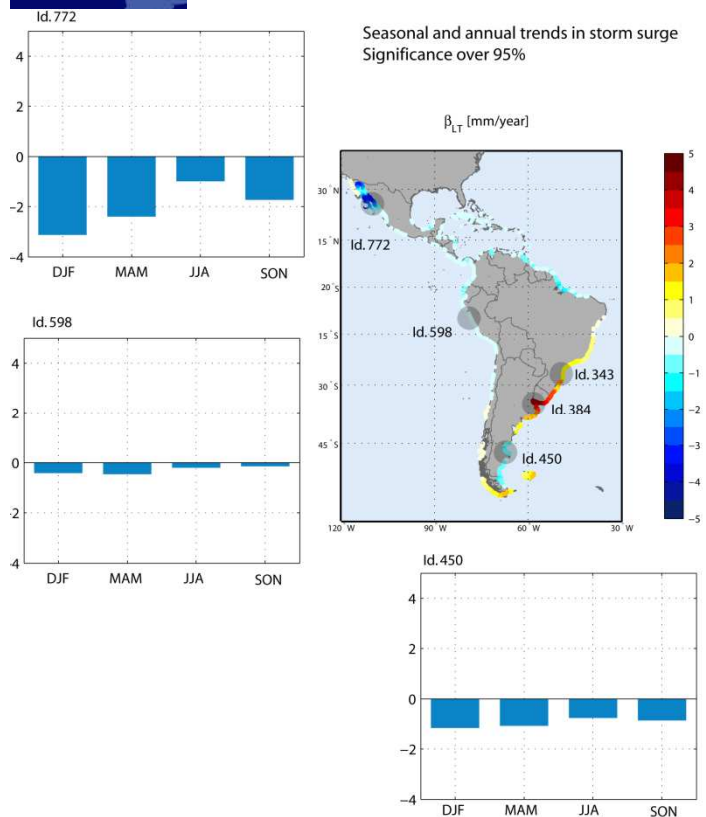 Id.772
4
2
0
-2
-4
DJF MAM JJA SON
Seasonal and annual trends in storm surge
Significance over 95%
β LT [mm/year]
30°N
15°N
20°S
15°S
30°S
45°S
120 W 90°W 60°W 30 W
Id.772
Id.598
Id.343
Id.384
Id.450
5
4
3
2
1
0
-1
-2
-3
-4
-5
Id.598
4
2
0
-2
-4
DJF MAM JJA SON
Id.450
4
2
0
-2
-4
DJF MAM JJA SON